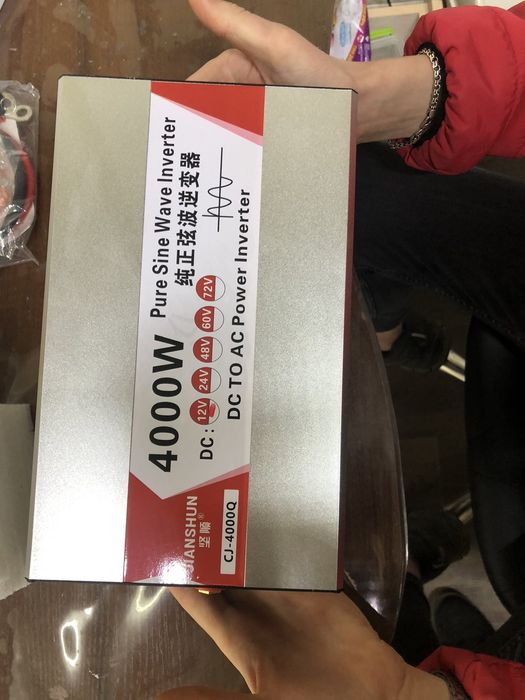 JIANSHUN
坚顺®
CJ-4000Q
4000W Pure Sine Wave Inverter
纯正弦波逆变器
DC: 12V 24V 48V 60V 72V
DC TO AC Power Inverter